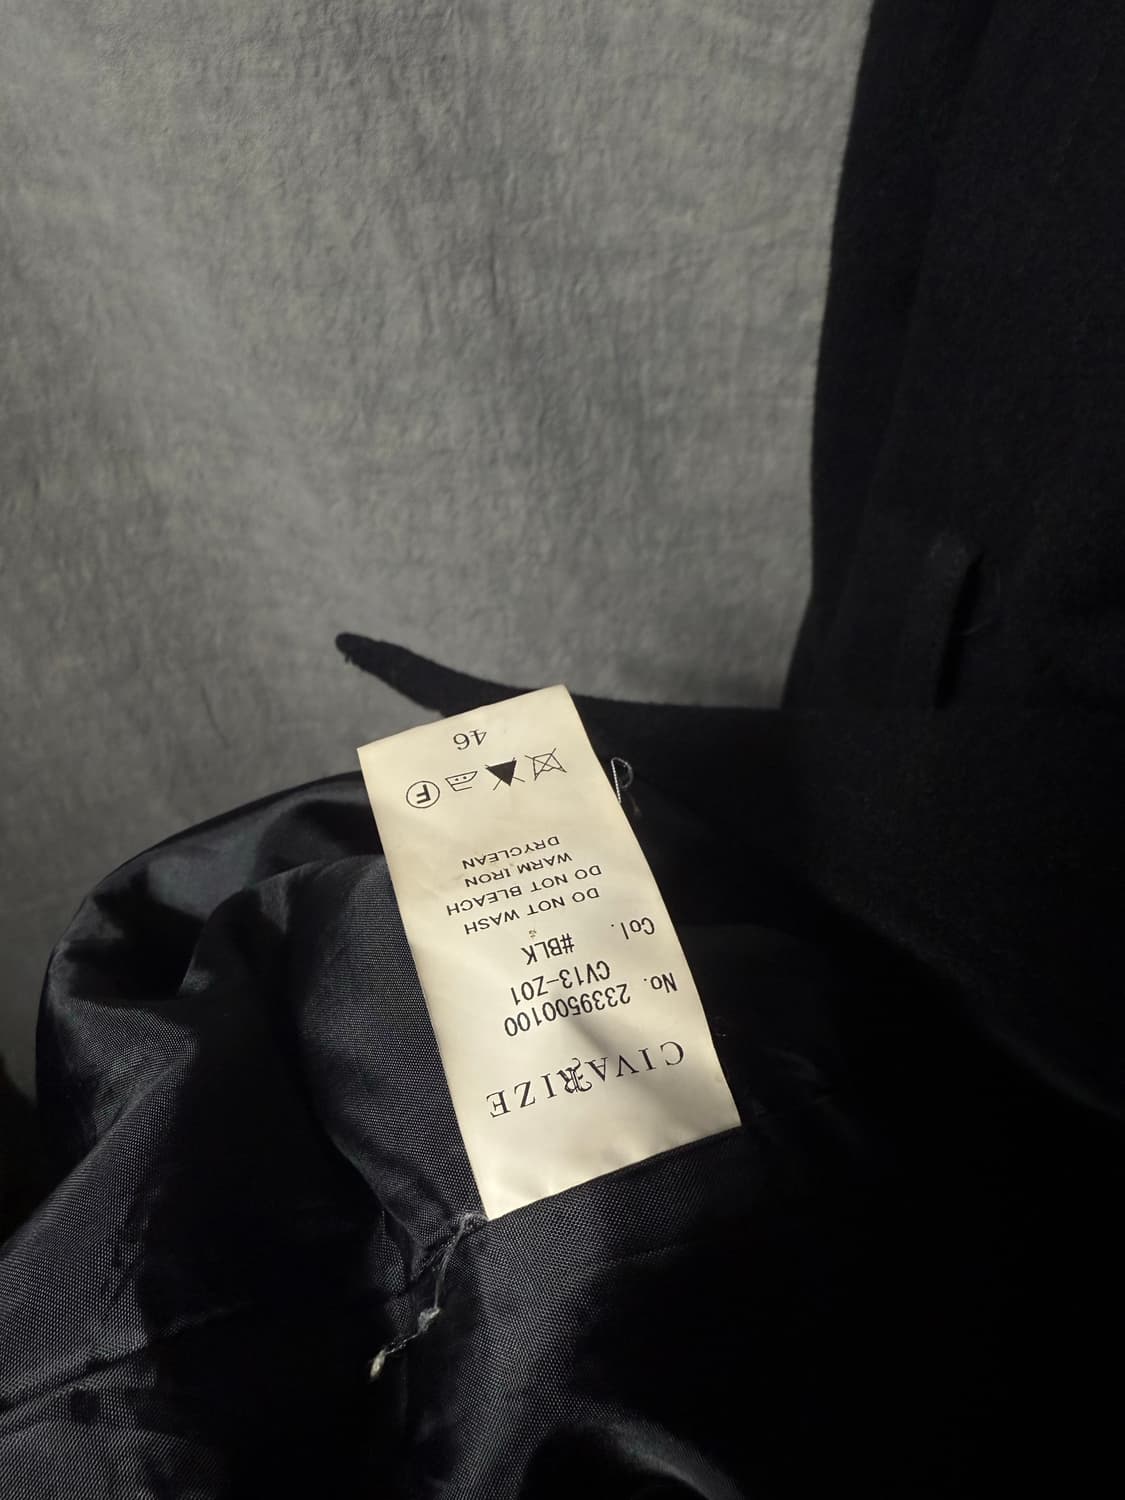 CIVARIZE
No. 2339500100
CV13-Z01
Col. #BLK
DO NOT WASH
DO NOT BLEACH
WARM IRON
DRYCLEAN
F
46